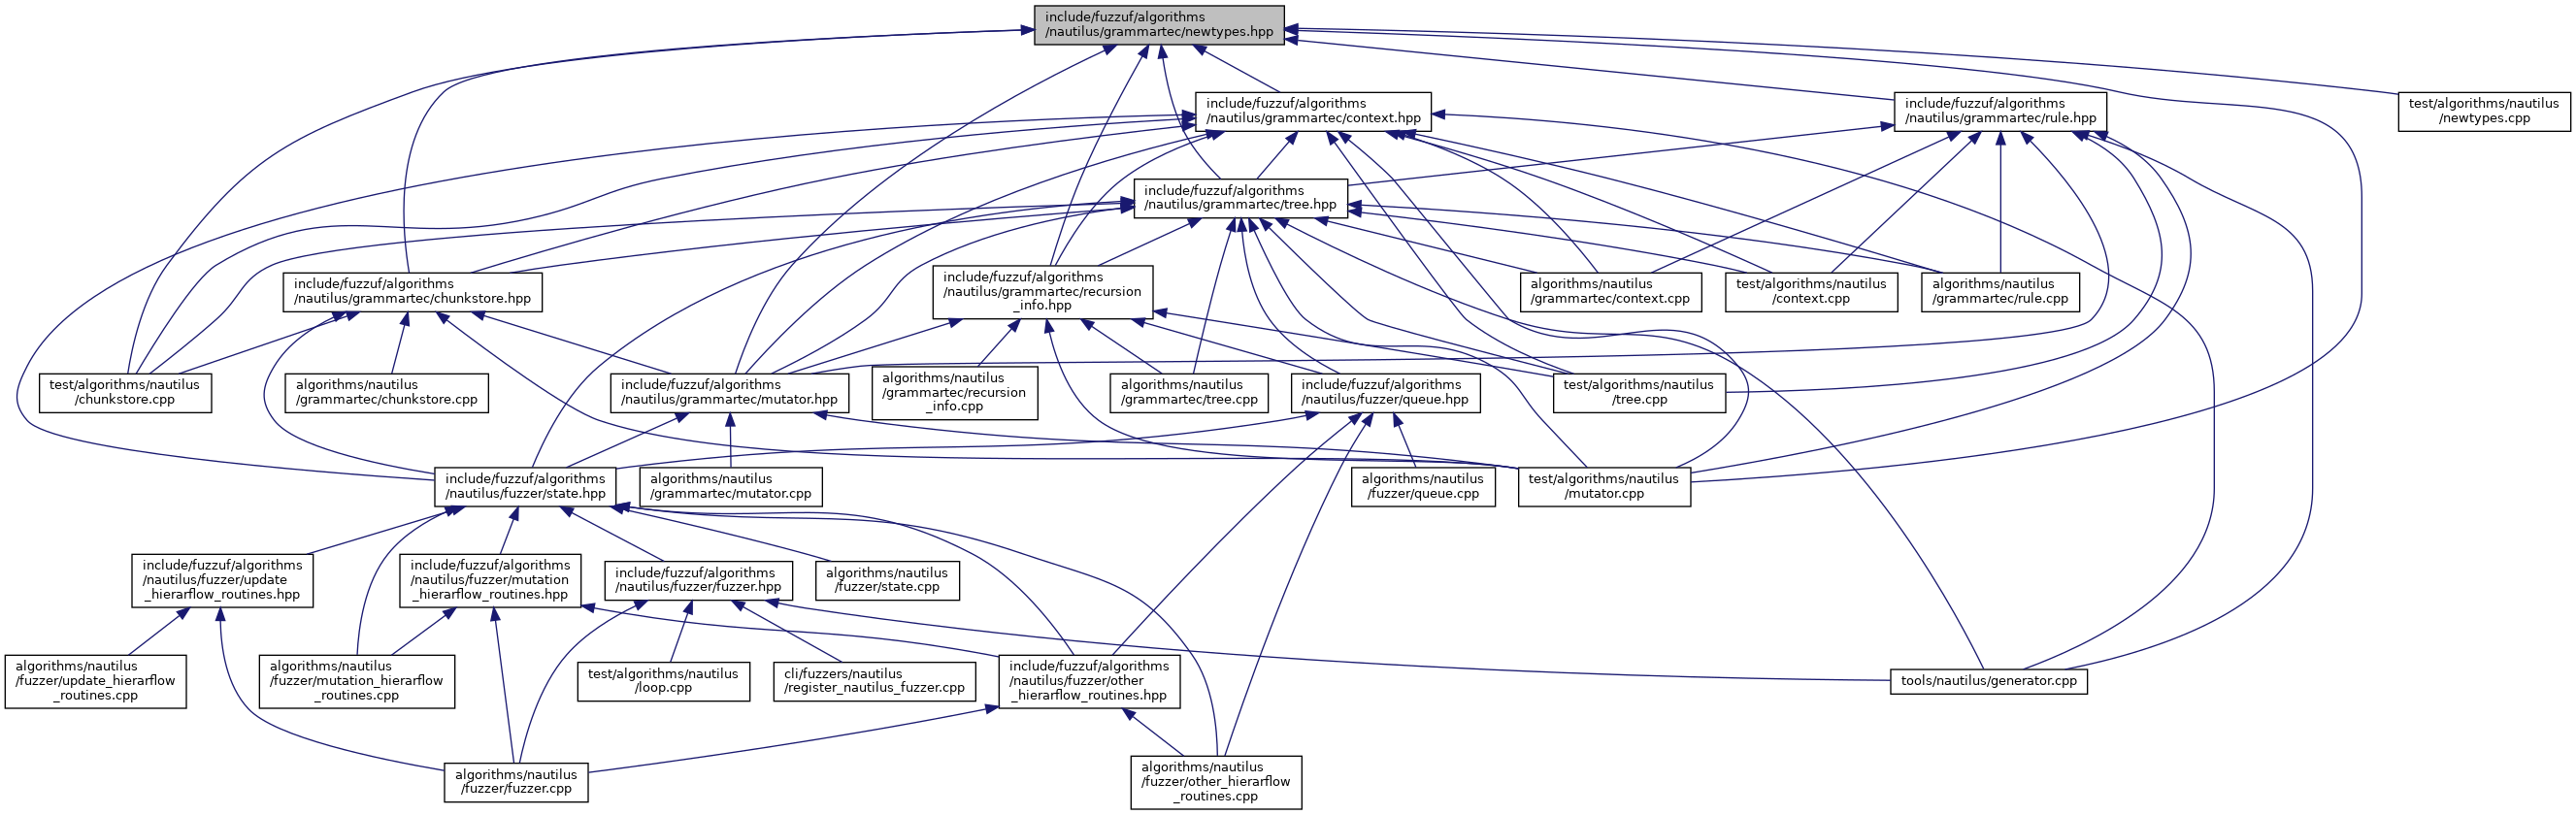 include/fuzzuf/algorithms
/nautilus/grammartec/newtypes.hpp
include/fuzzuf/algorithms
/nautilus/grammartec/context.hpp
include/fuzzuf/algorithms
/nautilus/grammartec/rule.hpp
test/algorithms/nautilus
/newtypes.cpp
include/fuzzuf/algorithms
/nautilus/grammartec/tree.hpp
include/fuzzuf/algorithms
/nautilus/grammartec/chunkstore.hpp
include/fuzzuf/algorithms
/nautilus/grammartec/recursion
_info.hpp
algorithms/nautilus
/grammartec/context.cpp
test/algorithms/nautilus
/context.cpp
algorithms/nautilus
/grammartec/rule.cpp
test/algorithms/nautilus
/chunkstore.cpp
algorithms/nautilus
/grammartec/chunkstore.cpp
include/fuzzuf/algorithms
/nautilus/grammartec/mutator.hpp
algorithms/nautilus
/grammartec/recursion
_info.cpp
algorithms/nautilus
/grammartec/tree.cpp
include/fuzzuf/algorithms
/nautilus/fuzzer/queue.hpp
test/algorithms/nautilus
/tree.cpp
include/fuzzuf/algorithms
/nautilus/fuzzer/state.hpp
algorithms/nautilus
/grammartec/mutator.cpp
algorithms/nautilus
/fuzzer/queue.cpp
test/algorithms/nautilus
/mutator.cpp
include/fuzzuf/algorithms
/nautilus/fuzzer/update
_hierarflow_routines.hpp
include/fuzzuf/algorithms
/nautilus/fuzzer/mutation
_hierarflow_routines.hpp
include/fuzzuf/algorithms
/nautilus/fuzzer/fuzzer.hpp
algorithms/nautilus
/fuzzer/state.cpp
algorithms/nautilus
/fuzzer/update_hierarflow
_routines.cpp
algorithms/nautilus
/fuzzer/mutation_hierarflow
_routines.cpp
test/algorithms/nautilus
/loop.cpp
cli/fuzzers/nautilus
/register_nautilus_fuzzer.cpp
include/fuzzuf/algorithms
/nautilus/fuzzer/other
_hierarflow_routines.hpp
tools/nautilus/generator.cpp
algorithms/nautilus
/fuzzer/fuzzer.cpp
algorithms/nautilus
/fuzzer/other_hierarflow
_routines.cpp